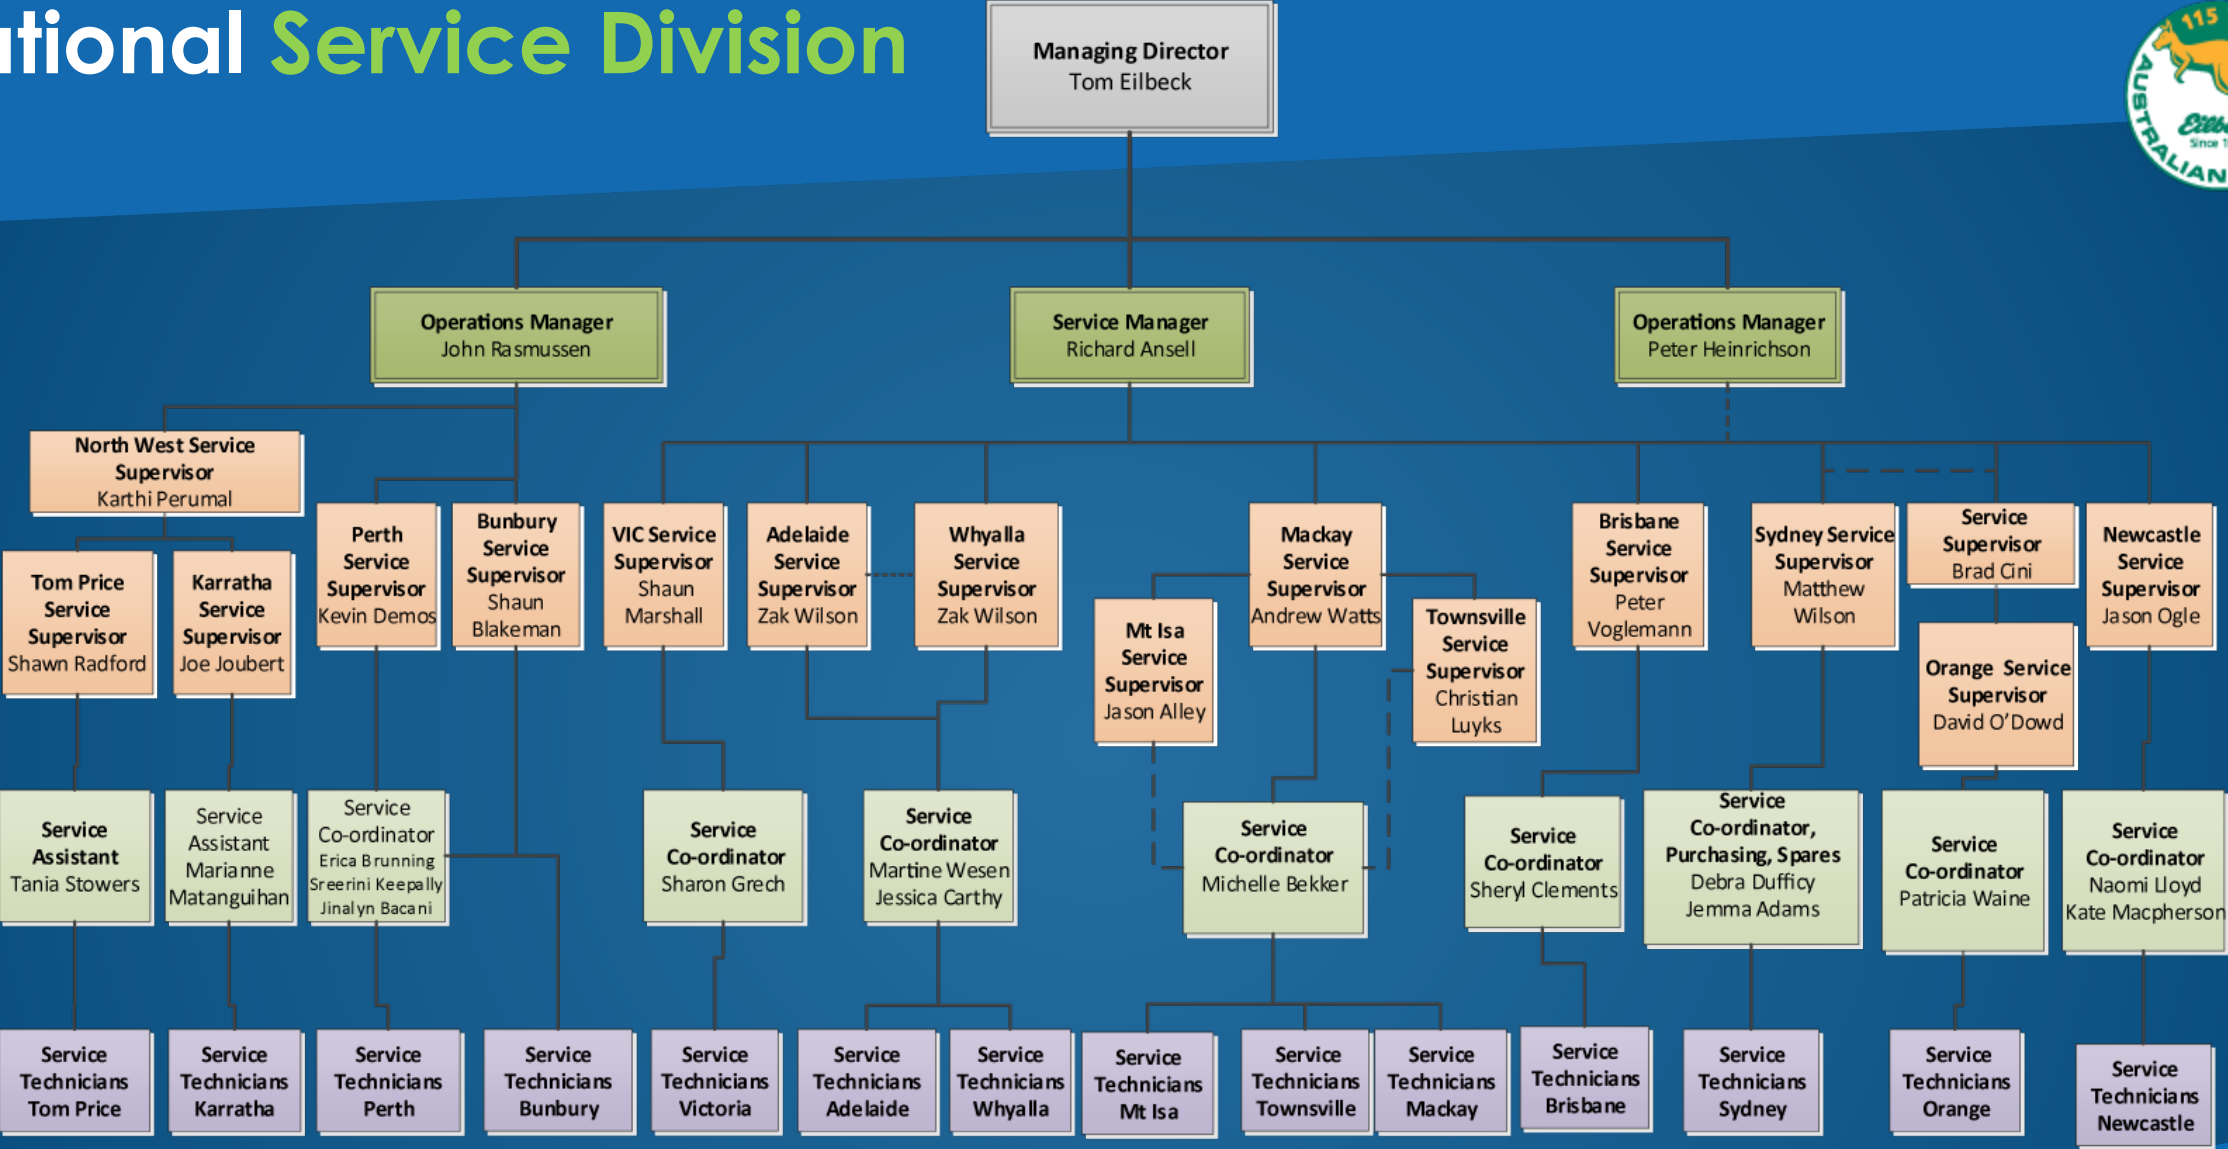 ational Service Division
115
AUSTRALIAN
Since
Managing Director
Tom Eilbeck
Operations Manager
John Rasmussen
Service Manager
Richard Ansell
Operations Manager
Peter Heinrichson
North West Service
Supervisor
Karthi Perumal
Tom Price
Service
Supervisor
Shawn Radford
Karratha
Service
Supervisor
Joe Joubert
Perth
Service
Supervisor
Kevin Demos
Bunbury
Service
Supervisor
Shaun
Blakeman
VIC Service
Supervisor
Shaun
Marshall
Adelaide
Service
Supervisor
Zak Wilson
Whyalla
Service
Supervisor
Zak Wilson
Mt Isa
Service
Supervisor
Jason Alley
Mackay
Service
Supervisor
Andrew Watts
Townsville
Service
Supervisor
Christian
Luyks
Brisbane
Service
Supervisor
Peter
Voglemann
Sydney Service
Supervisor
Matthew
Wilson
Service
Supervisor
Brad Cini
Orange Service
Supervisor
David O'Dowd
Newcastle
Service
Supervisor
Jason Ogle
Service
Assistant
Tania Stowers
Service
Assistant
Marianne
Matanguihan
Service
Co-ordinator
Erica Brunning
Sreerini Keepally
Jinalyn Bacani
Service
Co-ordinator
Sharon Grech
Service
Co-ordinator
Martine Wesen
Jessica Carthy
Service
Co-ordinator
Michelle Bekker
Service
Co-ordinator
Sheryl Clements
Service
Co-ordinator,
Purchasing, Spares
Debra Dufficy
Jemma Adams
Service
Co-ordinator
Patricia Waine
Service
Co-ordinator
Naomi Lloyd
Kate Macpherson
Service
Technicians
Tom Price
Service
Technicians
Karratha
Service
Technicians
Perth
Service
Technicians
Bunbury
Service
Technicians
Victoria
Service
Technicians
Adelaide
Service
Technicians
Whyalla
Service
Technicians
Mt Isa
Service
Technicians
Townsville
Service
Technicians
Mackay
Service
Technicians
Brisbane
Service
Technicians
Sydney
Service
Technicians
Orange
Service
Technicians
Newcastle